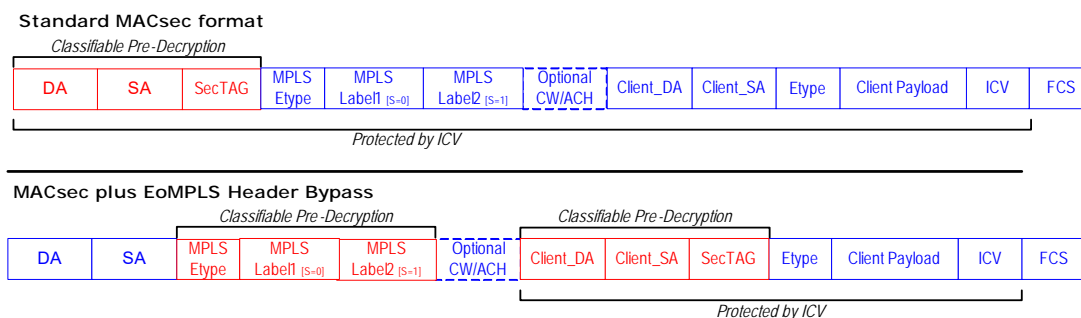 Standard MACsec format
Classifiable Pre-Decryption
DA SA SecTAG MPLS Etype MPLS Label1 [S=0] MPLS Label2 [S=1] Optional CW/ACH Client_DA Client_SA Etype Client Payload ICV FCS
Protected by ICV
MACsec plus EoMPLS Header Bypass
Classifiable Pre-Decryption Classifiable Pre-Decryption
DA SA MPLS Etype MPLS Label1 [S=0] MPLS Label2 [S=1] Optional CW/ACH Client_DA Client_SA SecTAG Etype Client Payload ICV FCS
Protected by ICV